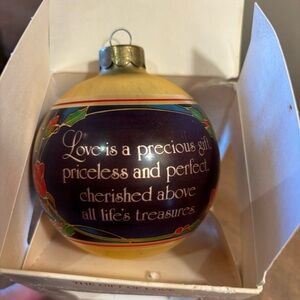 Love is a precious gift,
priceless and perfect,
cherished above
all life's treasures